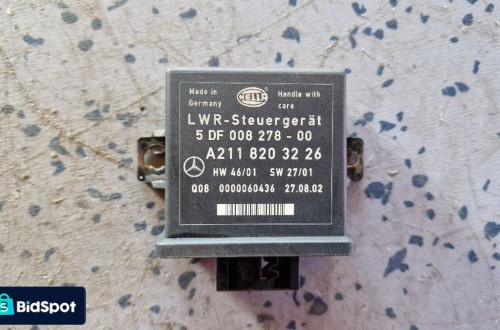 Made in
Germany
HELLA
Handle with
care
LWR-Steuergerät
5 DF 008 278 - 00
A211 820 32 26
HW 46/01 SW 27/01
Q08 0000060436 27.08.02
S BidSpot